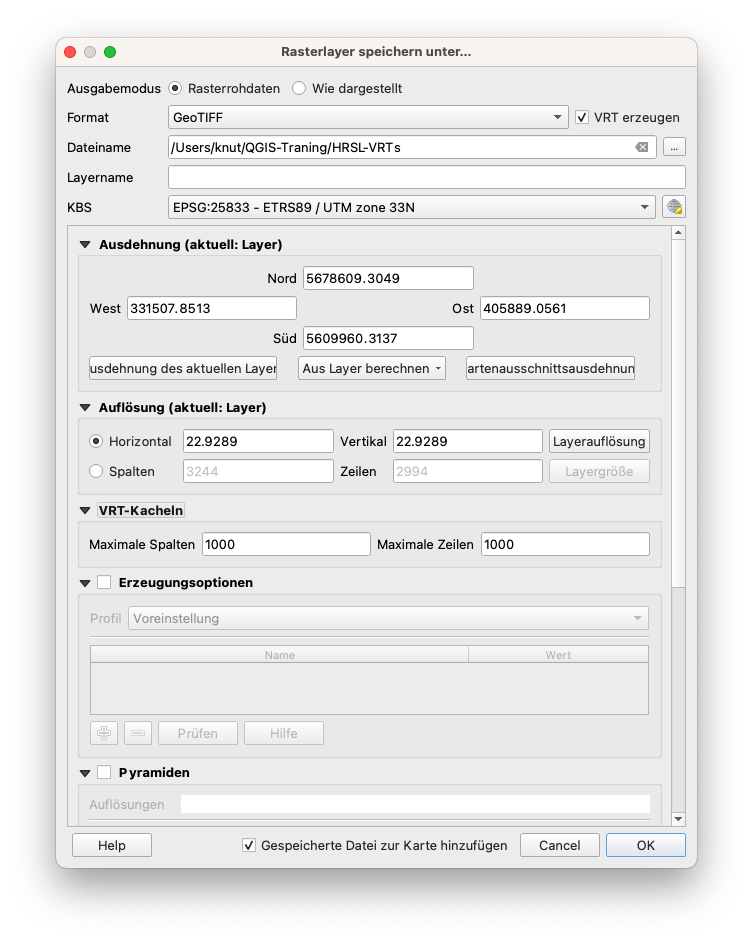 Rasterlayer speichern unter...
Ausgabemodus Rasterrohdaten Wie dargestellt
Format GeoTIFF VRT erzeugen
Dateiname /Users/knut/QGIS-Traning/HRSL-VRTs ...
Layername
KBS EPSG:25833 - ETRS89 / UTM zone 33N
Ausdehnung (aktuell: Layer)
Nord 5678609.3049
West 331507.8513 Ost 405889.0561
Süd 5609960.3137
usdehnung des aktuellen Layer Aus Layer berechnen artenausschnittsausdehnun
Auflösung (aktuell: Layer)
Horizontal 22.9289 Vertikal 22.9289 Layerauflösung
Spalten 3244 Zeilen 2994 Layergröße
VRT-Kacheln
Maximale Spalten 1000 Maximale Zeilen 1000
Erzeugungsoptionen
Profil Voreinstellung
Name Wert
Prüfen Hilfe
Pyramiden
Auflösungen
Help Gespeicherte Datei zur Karte hinzufügen Cancel OK